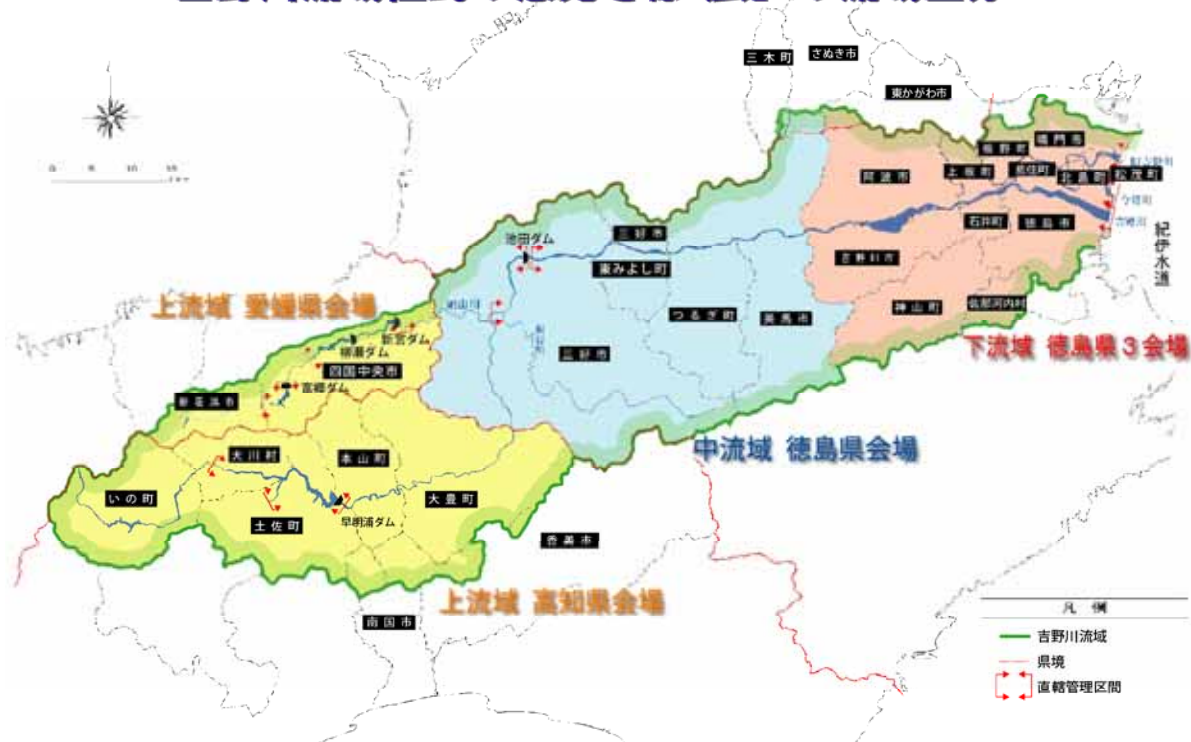 三木町
さぬき市
東かがわ市
鳴門市
板野町
上板町
藍住町
北島町
松茂町
阿波市
石井町
徳島市
紀伊水道
吉野川市
神山町
佐那河内村
下流域 徳島県3会場
池田ダム
三好市
東みよし町
つるぎ町
美馬市
三好市
中流域 徳島県会場
上流域 愛媛県会場
新宮ダム
柳瀬ダム
四国中央市
富郷ダム
新居浜市
大川村
本山町
いの町
大豊町
土佐町
早明浦ダム
香美市
上流域 高知県会場
南国市
凡 例
吉野川流域
県境
直轄管理区間